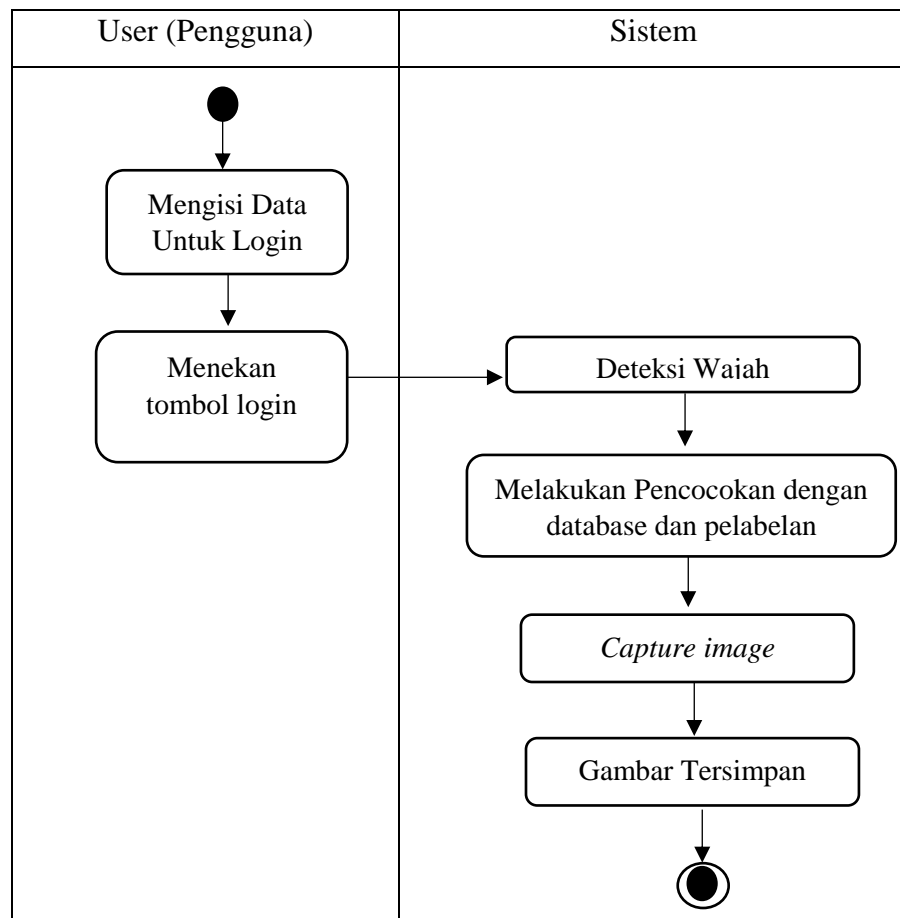 User (Pengguna)
Sistem
Mengisi Data
Untuk Login
Menekan
tombol login
Deteksi Wajah
Melakukan Pencocokan dengan
database dan pelabelan
Capture image
Gambar Tersimpan